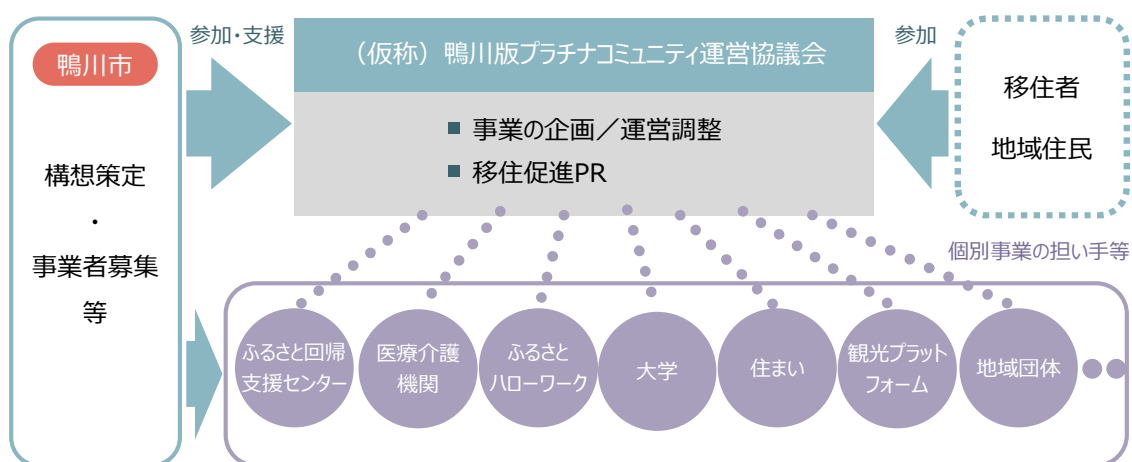 鴨川市
構想策定
・
事業者募集
等
参加・支援
（仮称）鴨川版プラチナコミュニティ運営協議会
■ 事業の企画／運営調整
■ 移住促進PR
参加
移住者
地域住民
個別事業の担い手等
ふるさと回帰
支援センター
医療介護
機関
ふるさと
ハローワーク
大学
住まい
観光プラット
フォーム
地域団体